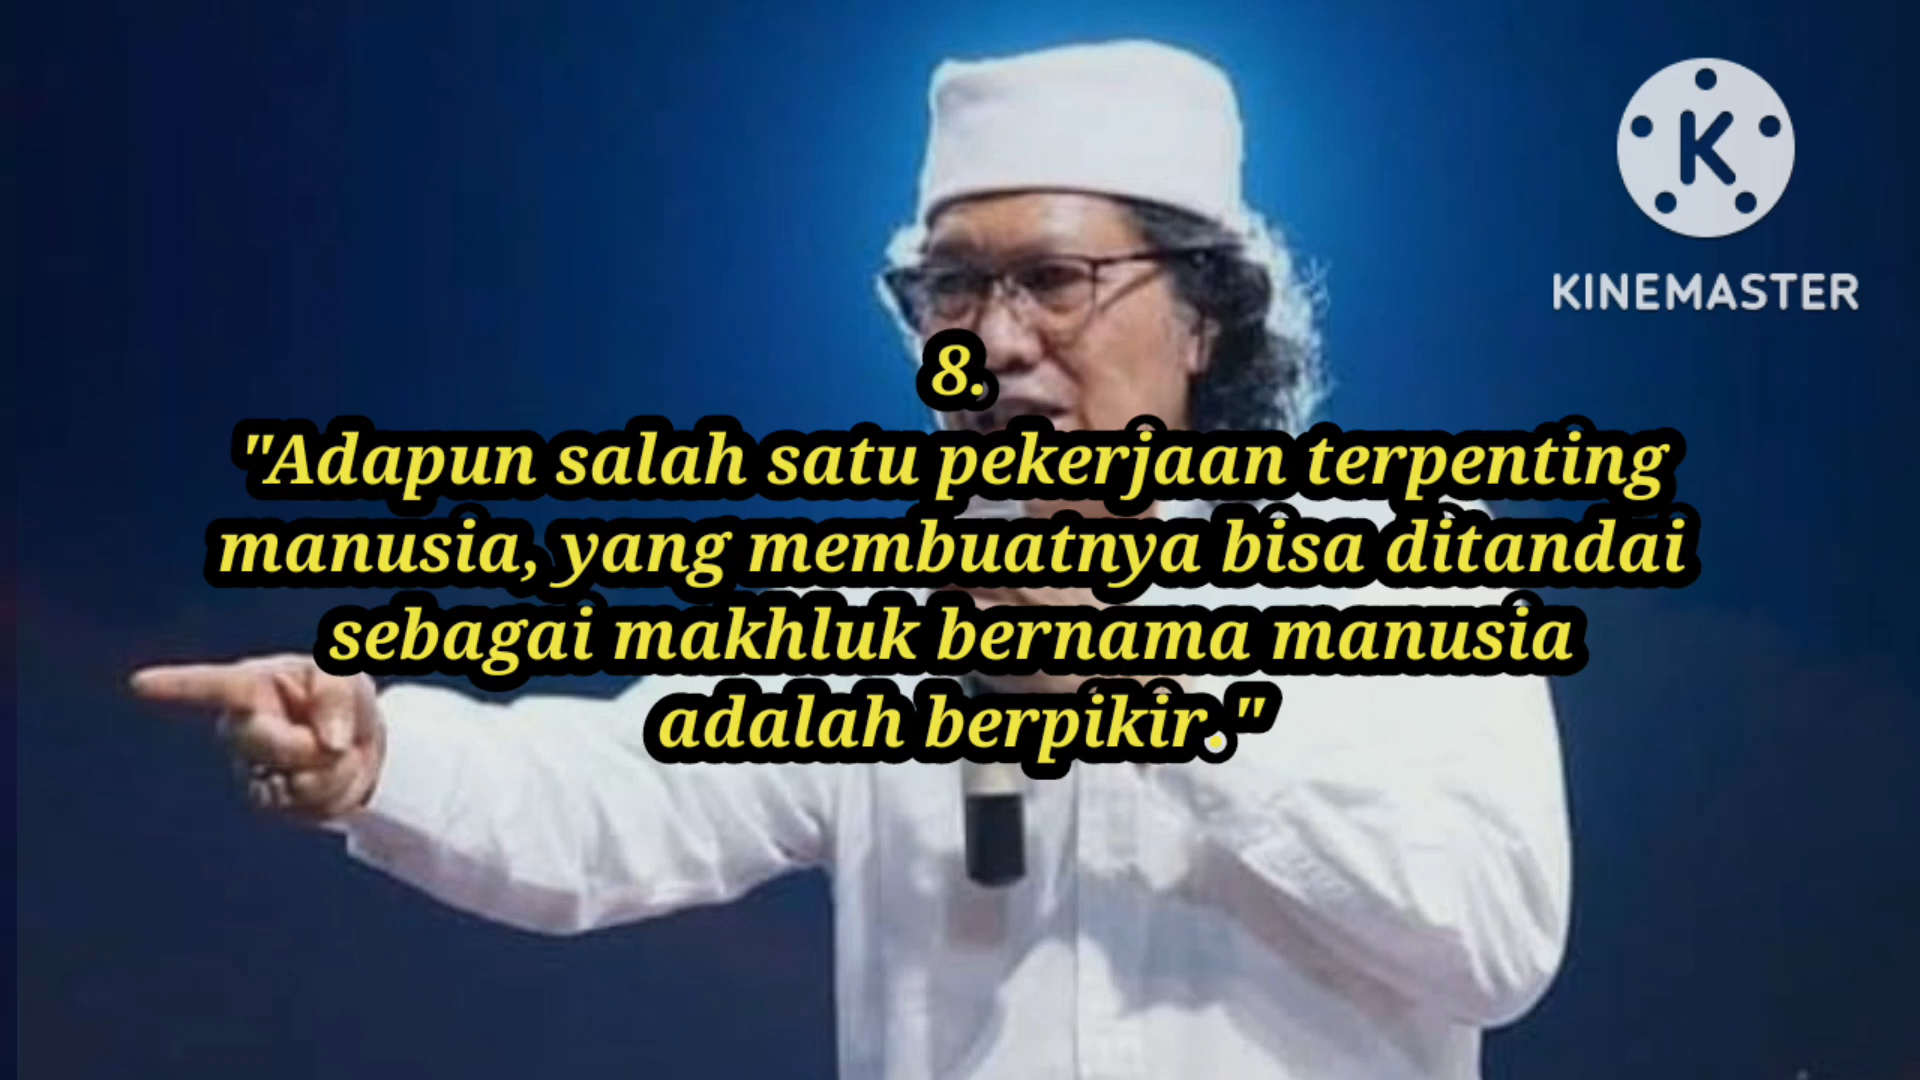 K
KINEMASTER
8.
"Adapun salah satu pekerjaan terpenting
manusia, yang membuatnya bisa ditandai
sebagai makhluk bernama manusia
adalah berpikir."